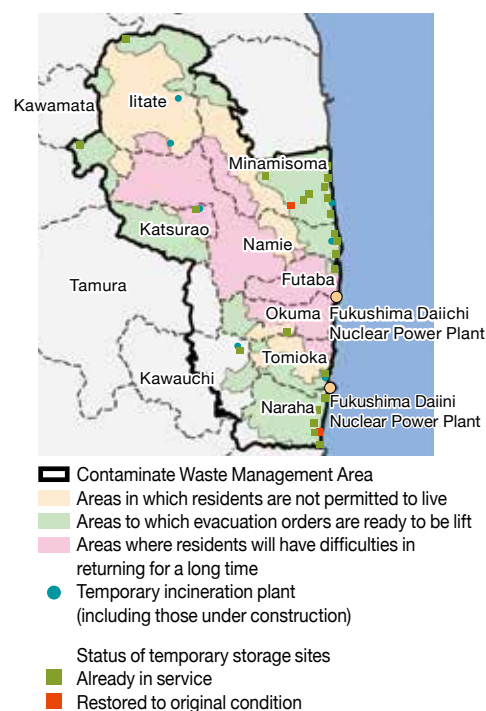 Kawamata
Iitate
Minamisoma
Katsurao
Namie
Tamura
Futaba
Okuma
Fukushima Daiichi
Nuclear Power Plant
Tomioka
Kawauchi
Naraha
Fukushima Daiini
Nuclear Power Plant
Contaminate Waste Management Area
Areas in which residents are not permitted to live
Areas to which evacuation orders are ready to be lift
Areas where residents will have difficulties in
returning for a long time
Temporary incineration plant
(including those under construction)
Status of temporary storage sites
Already in service
Restored to original condition